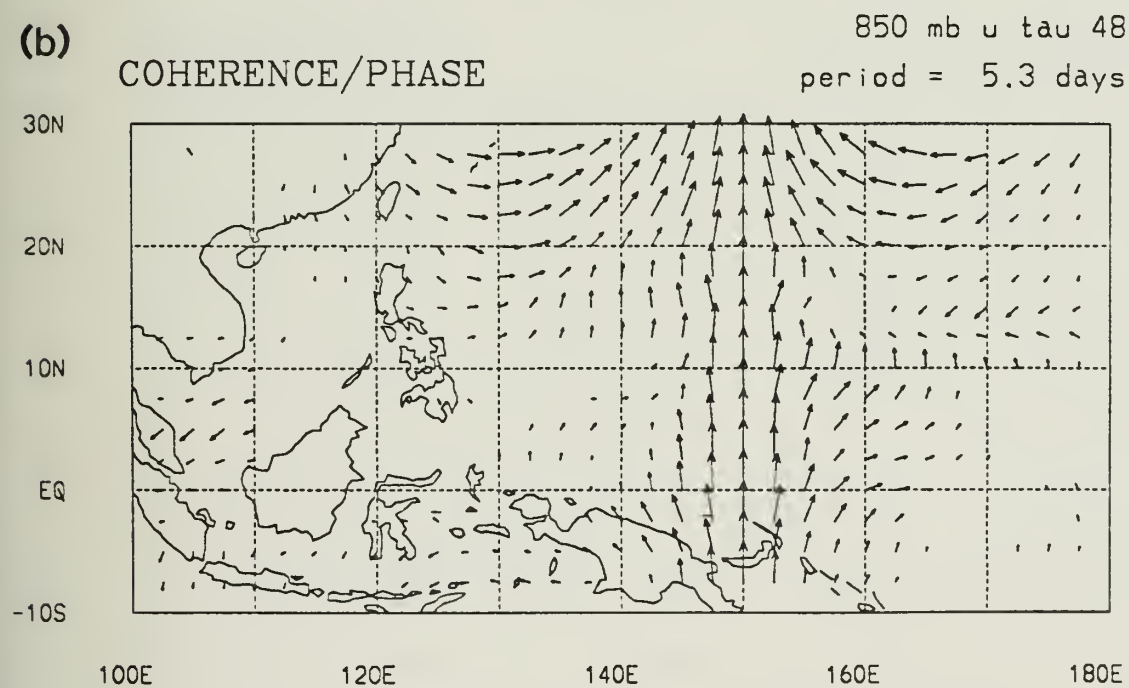 (b)
850 mb u tau 48
COHERENCE/PHASE
period = 5.3 days
30N
20N
10N
EQ
-10S
100E 120E 140E 160E 180E